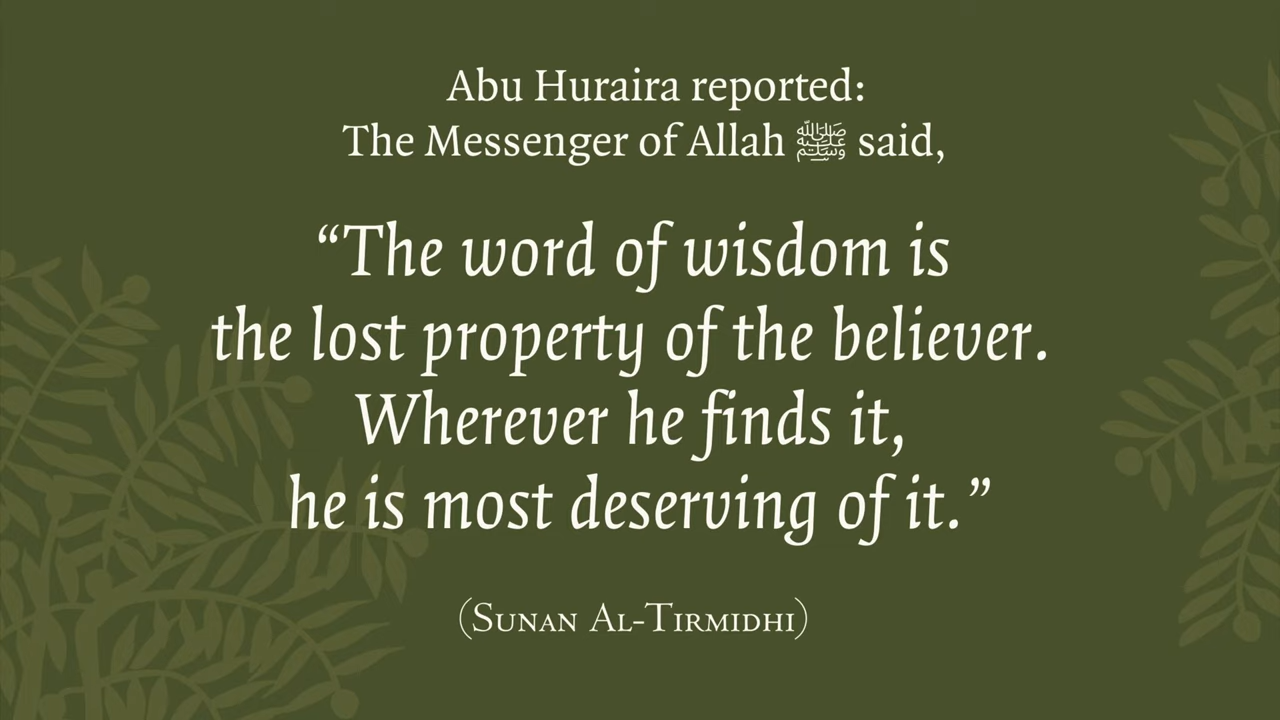 Abu Huraira reported:
The Messenger of Allah ﷺ said,
“The word of wisdom is
the lost property of the believer.
Wherever he finds it,
he is most deserving of it.”
(Sunan Al-Tirmidhi)